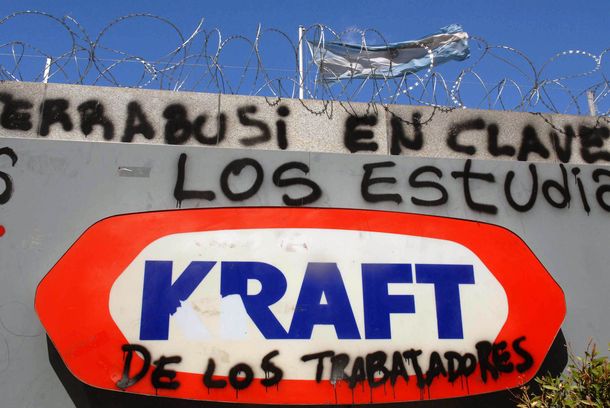 ERRABUSI EN CLAVE
S LOS EStudia
KRAFT
DE LOS TRABAJADORES